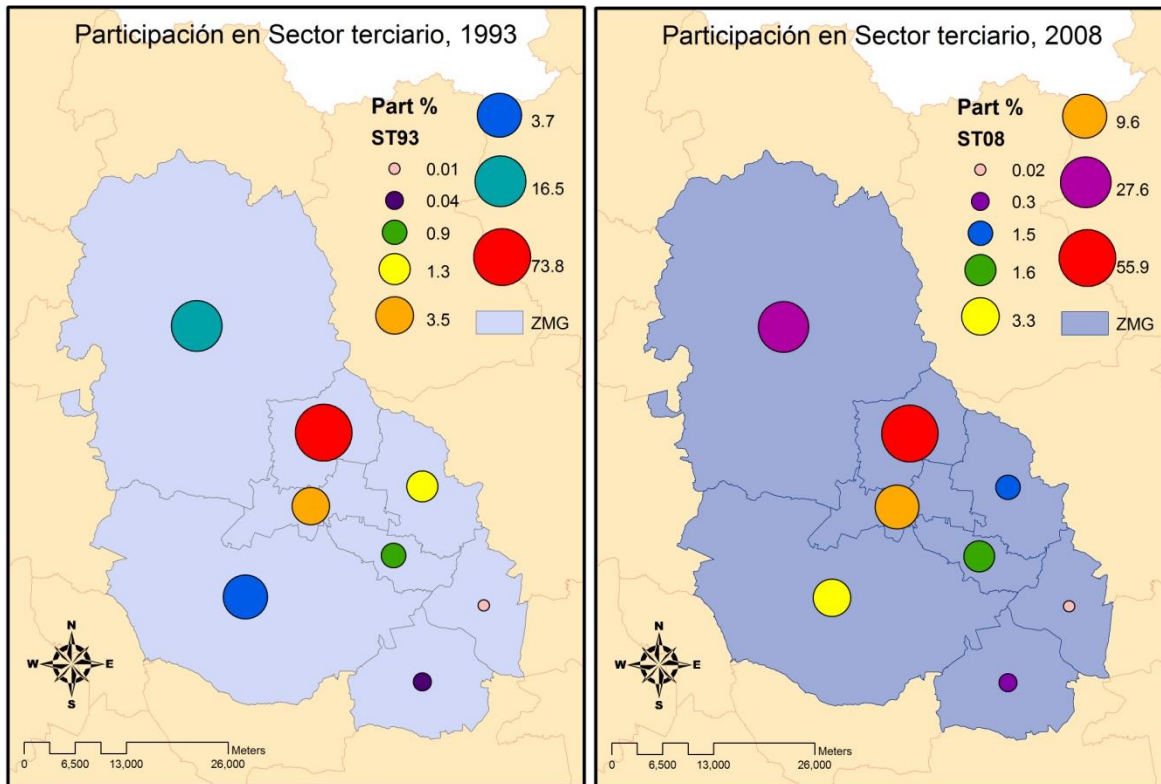 Participación en Sector terciario, 1993
Part %
ST93
0.01
0.04
0.9
1.3
3.5
3.7
16.5
73.8
ZMG
N
W E
S
Meters
0 6,500 13,000 26,000
Participación en Sector terciario, 2008
Part %
ST08
0.02
0.3
1.5
1.6
3.3
9.6
27.6
55.9
ZMG
N
W E
S
Meters
0 6,500 13,000 26,000